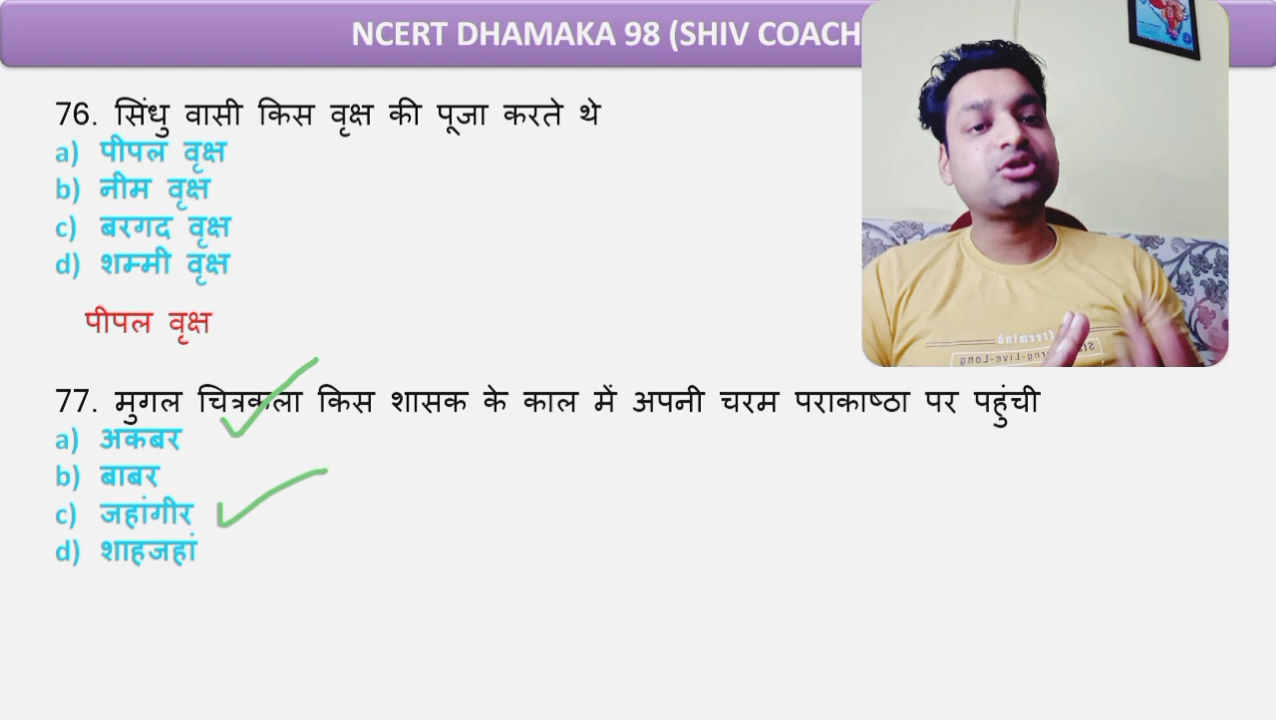 NCERT DHAMAKA 98 (SHIV COACH
76. सिंधु वासी किस वृक्ष की पूजा करते थे
a) पीपल वृक्ष
b) नीम वृक्ष
c) बरगद वृक्ष
d) शम्मी वृक्ष
पीपल वृक्ष
77. मुगल चित्रकला किस शासक के काल में अपनी चरम पराकाष्ठा पर पहुंची
a) अकबर
b) बाबर
c) जहांगीर
d) शाहजहां